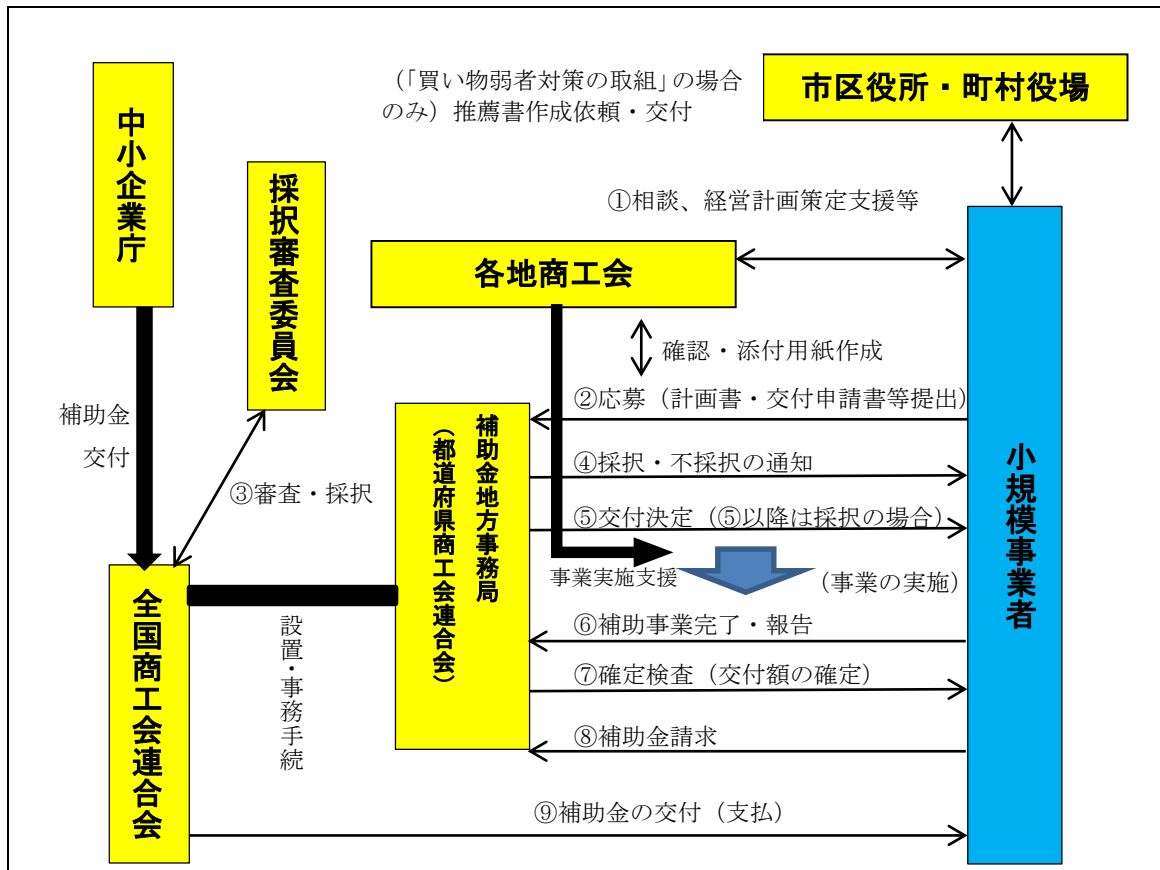 (「買い物弱者対策の取組」の場合
のみ)推薦書作成依頼・交付
市区役所・町村役場
中小企業庁
採択審査委員会
①相談、経営計画策定支援等
各地商工会
確認・添付用紙作成
補助金
交付
②応募(計画書・交付申請書等提出)
補助金地方事務局
(都道府県商工会連合会)
④採択・不採択の通知
小規模事業者
③審査・採択
⑤交付決定(⑤以降は採択の場合)
事業実施支援
(事業の実施)
全国商工会連合会
設置・事務手続
⑥補助事業完了・報告
⑦確定検査(交付額の確定)
⑧補助金請求
⑨補助金の交付(支払)